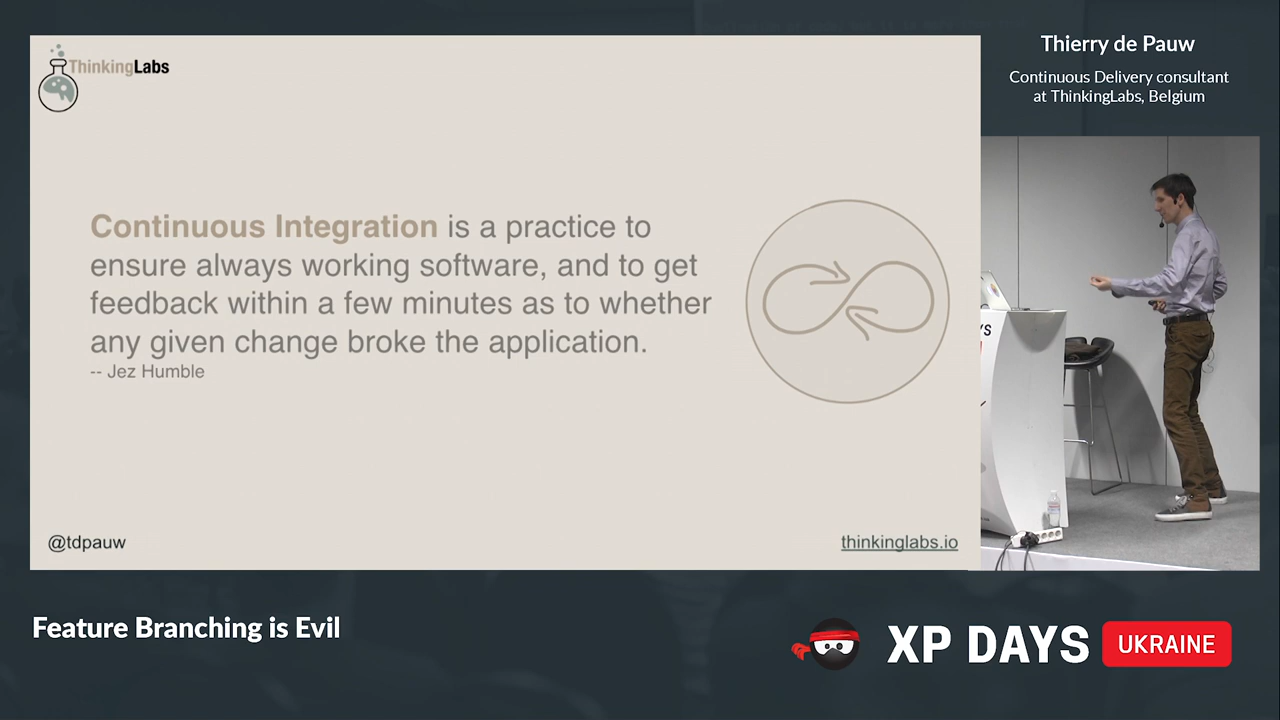 ThinkingLabs
Continuous Integration is a practice to
ensure always working software, and to get
feedback within a few minutes as to whether
any given change broke the application.
-- Jez Humble
@tdpauw
thinkinglabs.io
Thierry de Pauw
Continuous Delivery consultant
at ThinkingLabs, Belgium
Feature Branching is Evil
XP DAYS UKRAINE